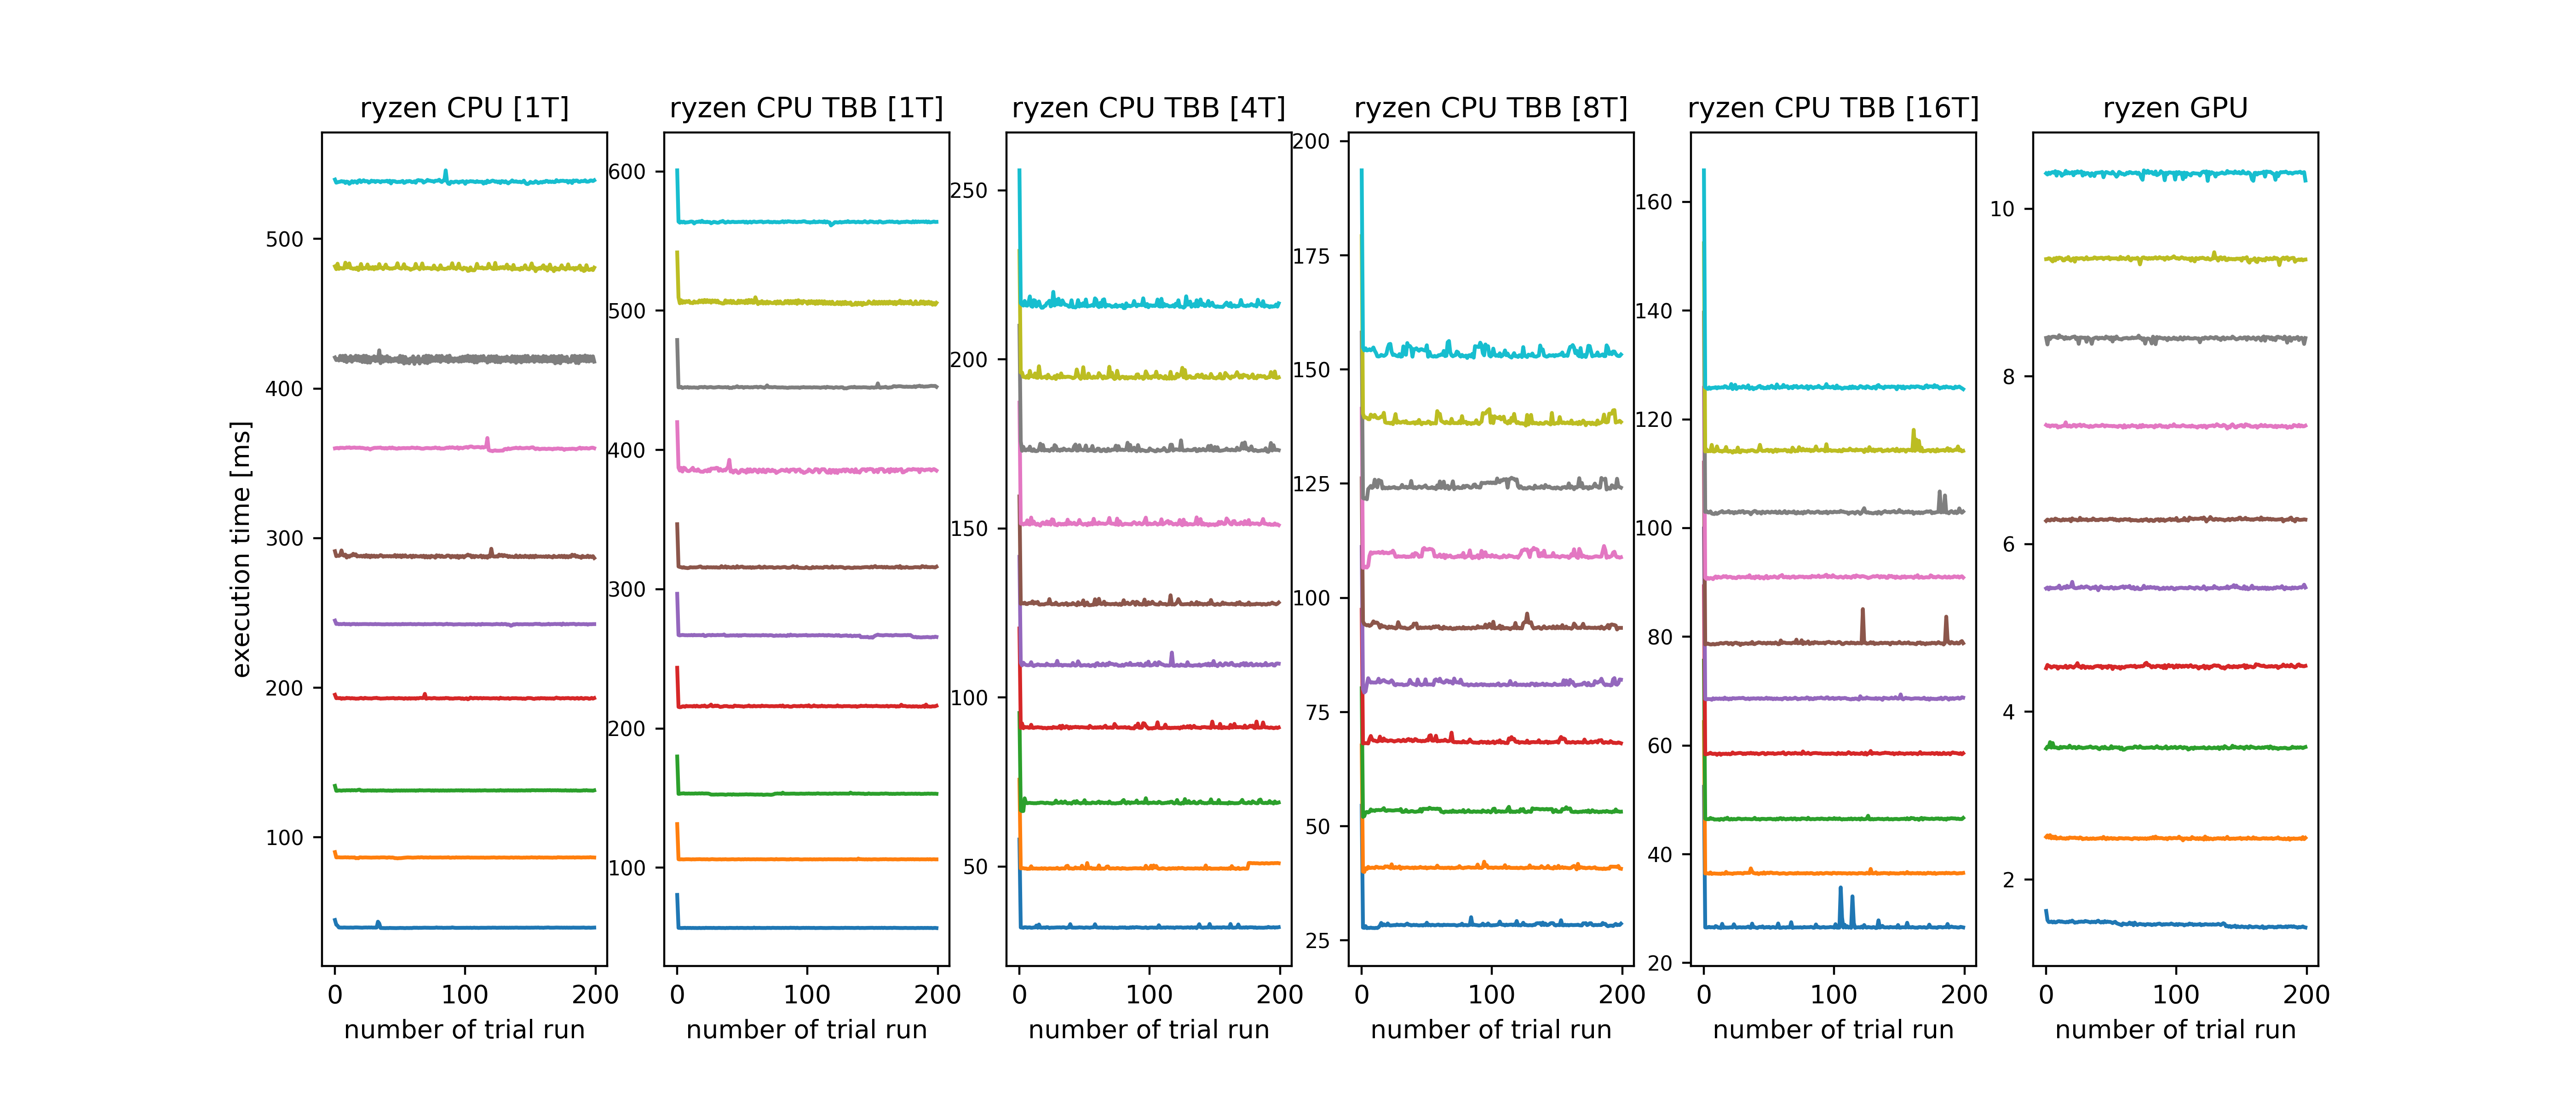 ryzen CPU [1T]
ryzen CPU TBB [1T]
ryzen CPU TBB [4T]
ryzen CPU TBB [8T]
ryzen CPU TBB [16T]
ryzen GPU
execution time [ms]
500
400
300
200
100
0 100 200
number of trial run
600
500
400
300
200
100
0 100 200
number of trial run
250
200
150
100
50
0 100 200
number of trial run
200
175
150
125
100
75
50
25
0 100 200
number of trial run
160
140
120
100
80
60
40
20
0 100 200
number of trial run
10
8
6
4
2
0 100 200
number of trial run